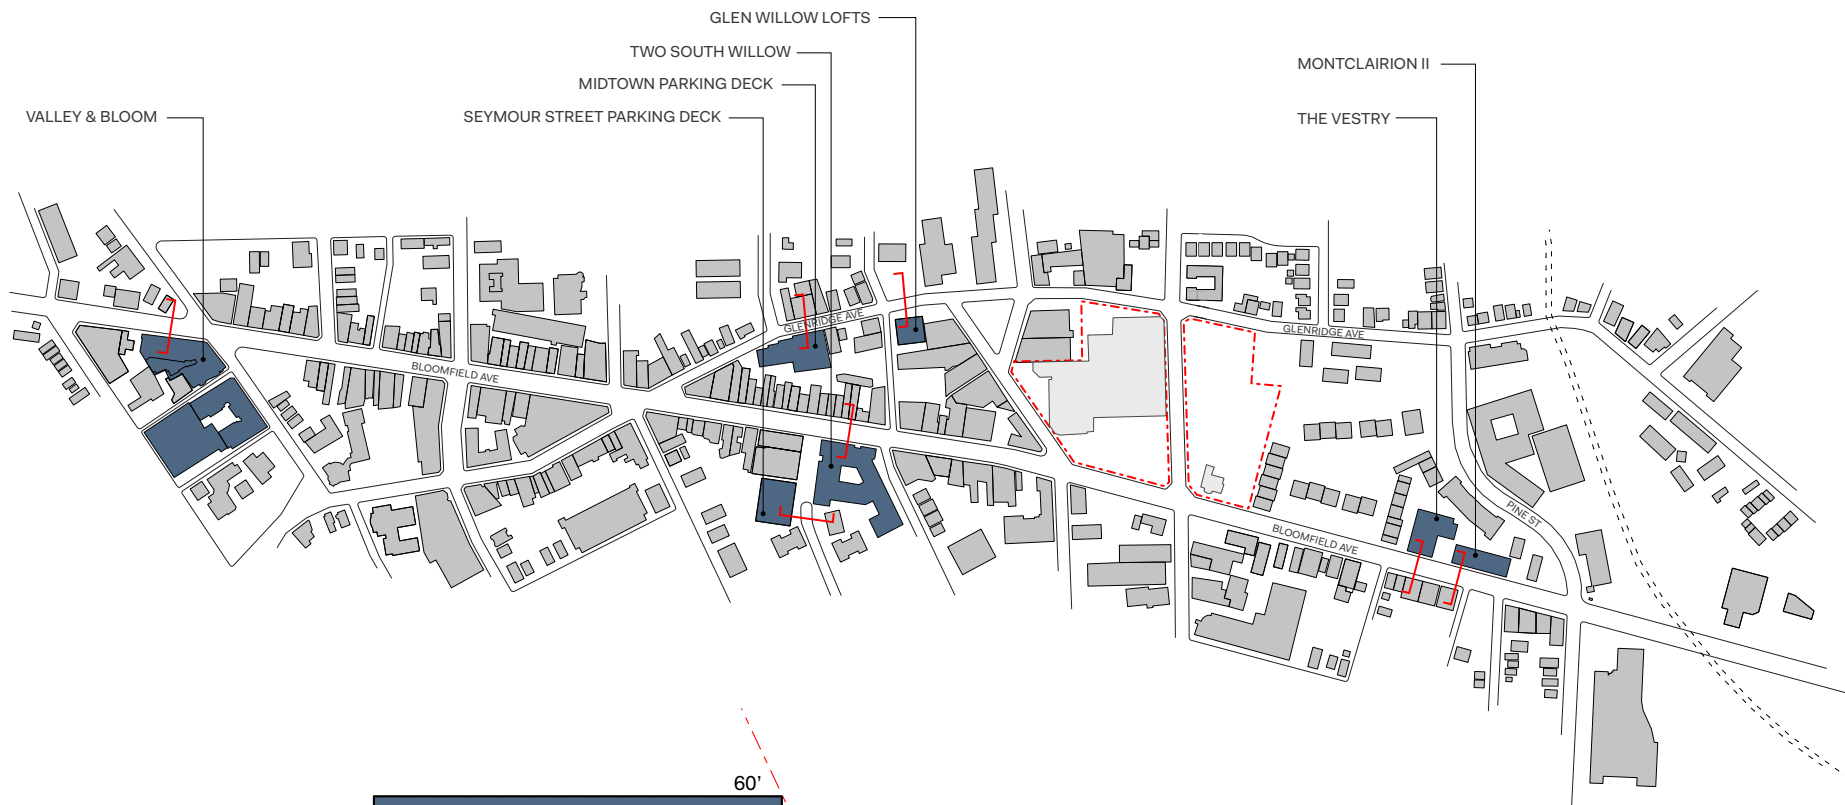 GLEN WILLOW LOFTS
TWO SOUTH WILLOW
MIDTOWN PARKING DECK
SEYMOUR STREET PARKING DECK
VALLEY & BLOOM
MONTCLAIRION II
THE VESTRY
GLENRIDGE AVE
GLENRIDGE AVE
BLOOMFIELD AVE
PINE ST
BLOOMFIELD AVE
60’